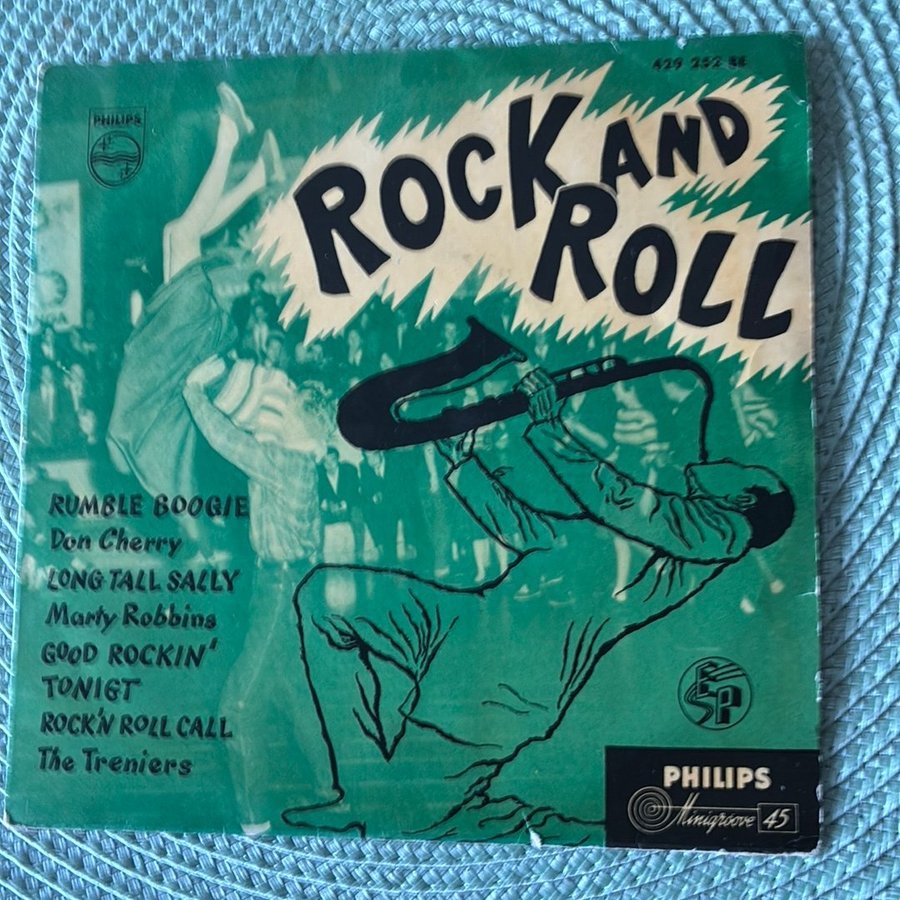 429 252 BE
PHILIPS
ROCK AND
ROLL
RUMBLE BOOGIE
Don Cherry
LONG TALL SALLY
Marty Robbins
GOOD ROCKIN'
TONIGT
ROCK'N ROLL CALL
The Treniers
ESP
PHILIPS
Minigroove 45